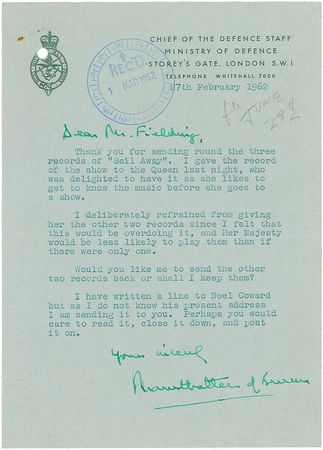 CHIEF OF THE DEFENCE STAFF
MINISTRY OF DEFENCE
STOREY'S GATE, LONDON S.W.1
TELEPHONE WHITEHALL 7000
27th February 1962
REC'D
1 MAR 1962
Dear Mr. Fielding,
Thank you for sending round the three
records of "Sail Away". I gave the record
of the show to the Queen last night, who
was delighted to have it as she likes to
get to know the music before she goes to
a show.
I deliberately refrained from giving
her the other two records since I felt that
this would be overdoing it, and Her Majesty
would be less likely to play them than if
there were only one.
Would you like me to send the other
two records back or shall I keep them?
I have written a line to Noel Coward
but as I do not know his present address
I am sending it to you. Perhaps you would
care to read it, close it down, and post
it on.
Yours sincerely
Mountbatten of Burma